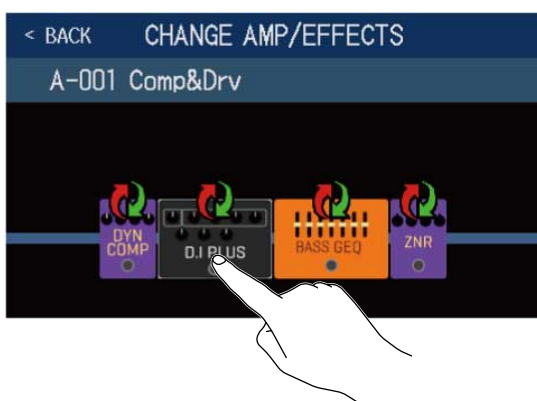 < BACK CHANGE AMP/EFFECTS
A-001 Comp&Drv
DYN
COMP
D.I PLUS
BASS GEQ
ZNR